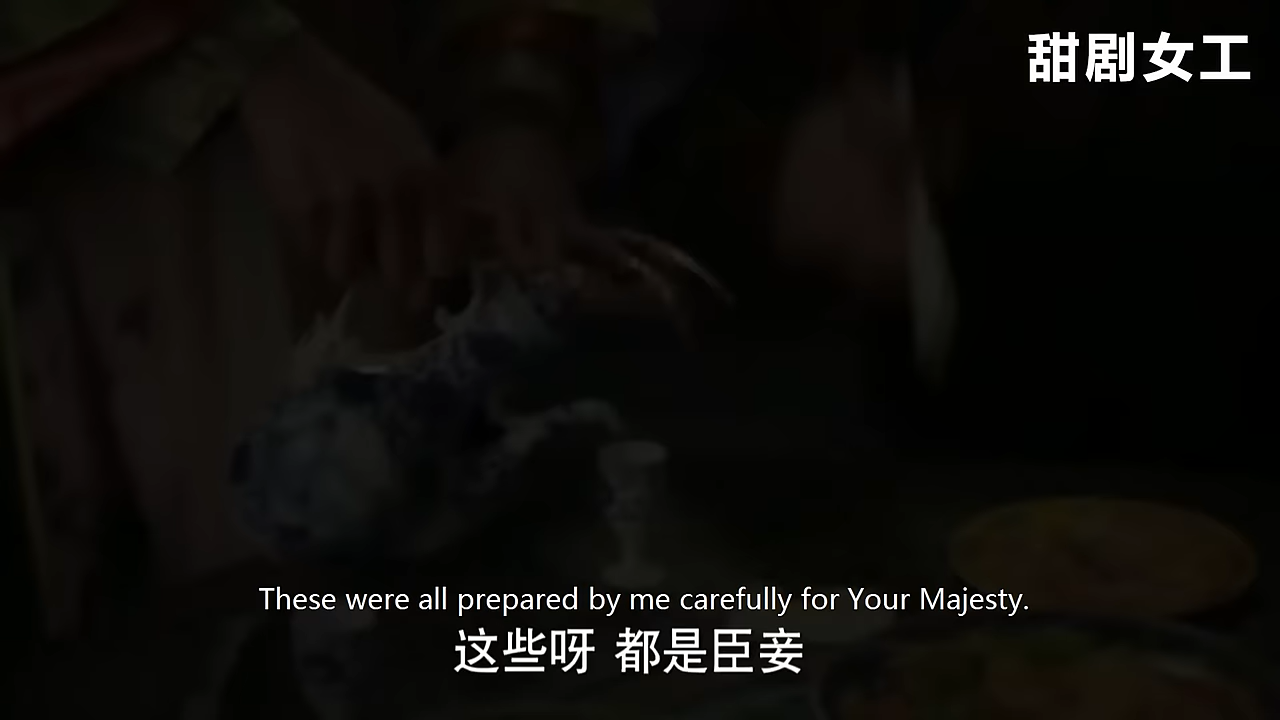 甜剧女工
These were all prepared by me carefully for Your Majesty.
这些呀 都是臣妾